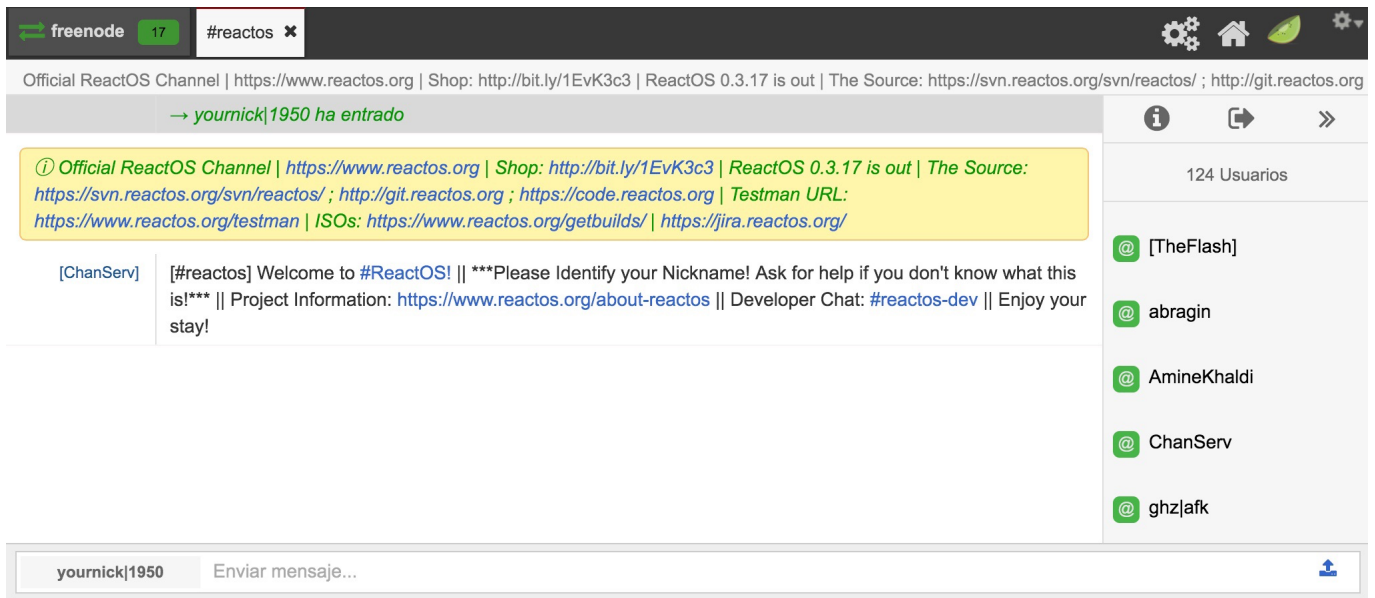 freenode 17 #reactos ✖
Official ReactOS Channel | https://www.reactos.org | Shop: http://bit.ly/1EvK3c3 | ReactOS 0.3.17 is out | The Source: https://svn.reactos.org/svn/reactos/ ; http://git.reactos.org
→ yournick|1950 ha entrado
124 Usuarios
Official ReactOS Channel | https://www.reactos.org | Shop: http://bit.ly/1EvK3c3 | ReactOS 0.3.17 is out | The Source:
https://svn.reactos.org/svn/reactos/ ; http://git.reactos.org ; https://code.reactos.org | Testman URL:
https://www.reactos.org/testman | ISOs: https://www.reactos.org/getbuilds/ | https://jira.reactos.org/
[ChanServ] [#reactos] Welcome to #ReactOS! || ***Please Identify your Nickname! Ask for help if you don't know what this
is!*** || Project Information: https://www.reactos.org/about-reactos || Developer Chat: #reactos-dev || Enjoy your
stay!
@ [TheFlash]
@ abragin
@ AmineKhaldi
@ ChanServ
@ ghz|afk
yournick|1950 Enviar mensaje...